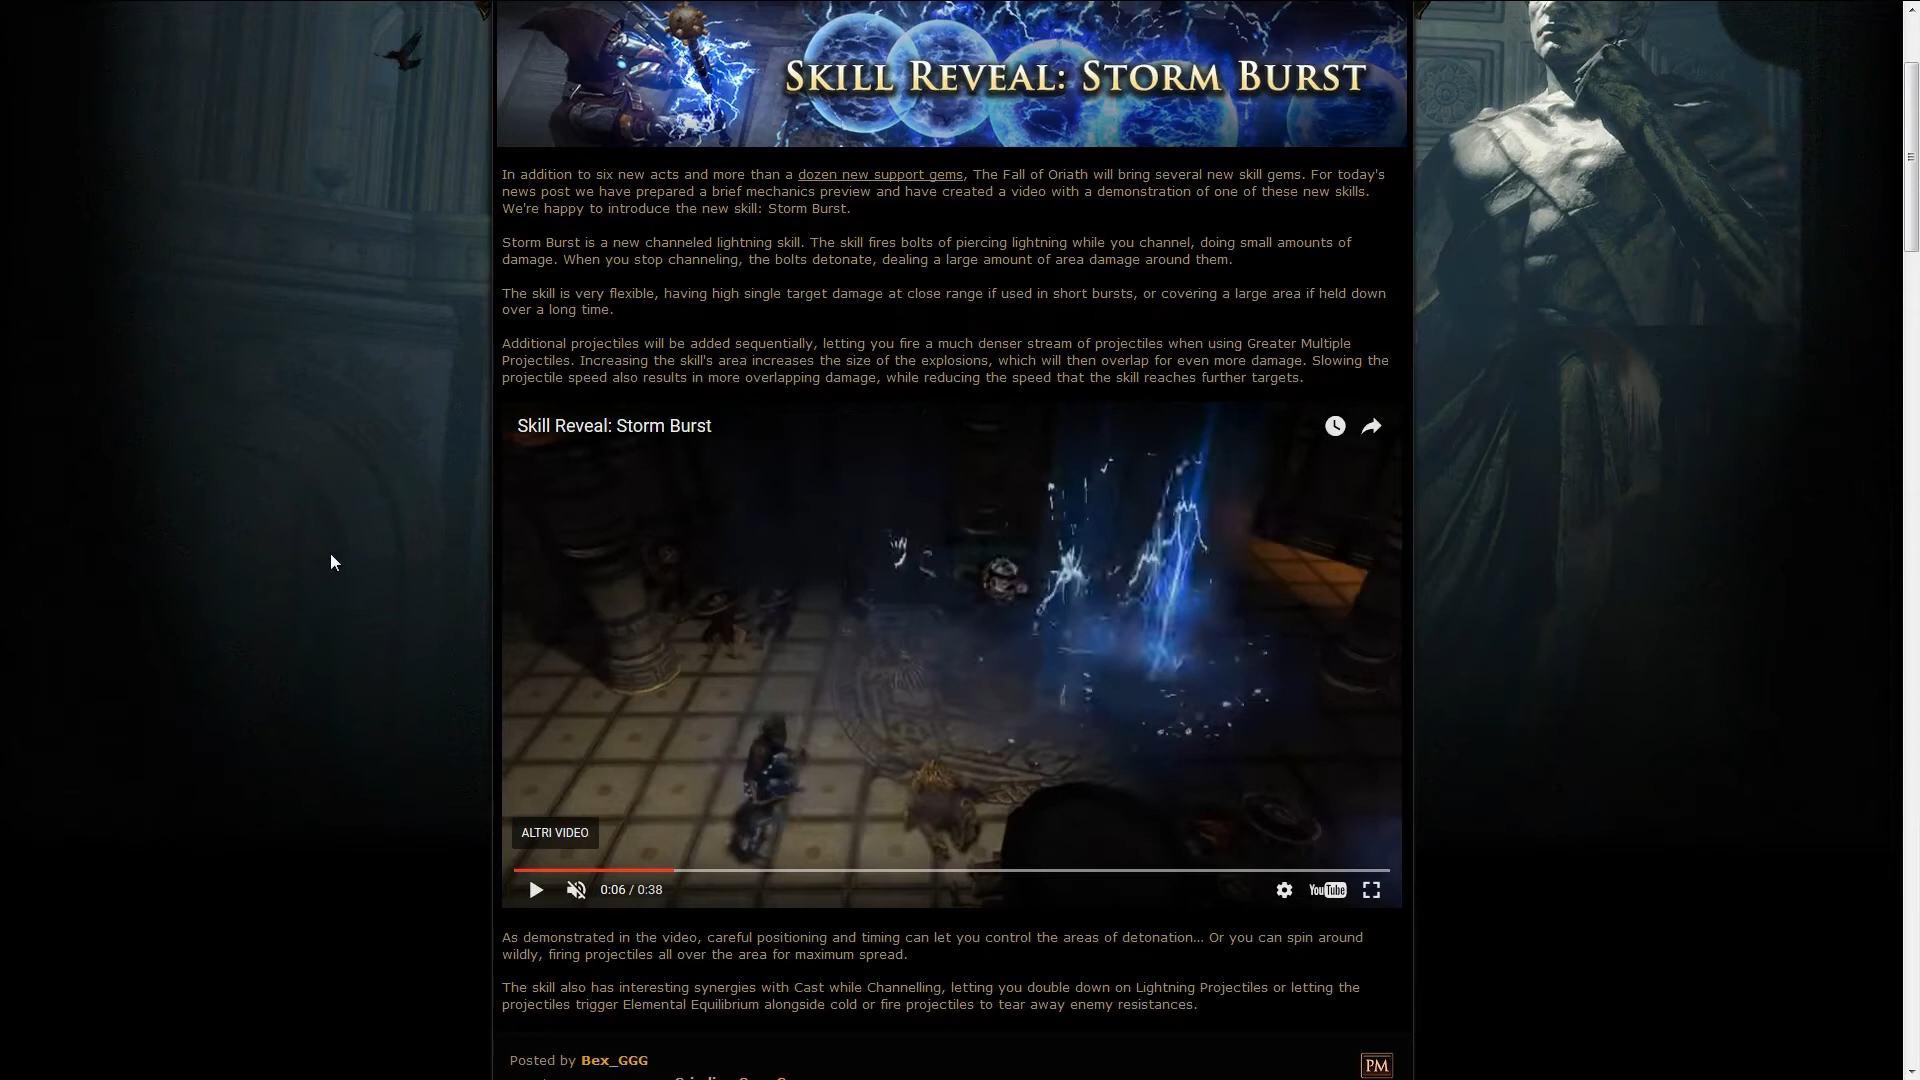 SKILL REVEAL: STORM BURST
In addition to six new acts and more than a dozen new support gems, The Fall of Oriath will bring several new skill gems. For today's
news post we have prepared a brief mechanics preview and have created a video with a demonstration of one of these new skills.
We're happy to introduce the new skill: Storm Burst.
Storm Burst is a new channeled lightning skill. The skill fires bolts of piercing lightning while you channel, doing small amounts of
damage. When you stop channeling, the bolts detonate, dealing a large amount of area damage around them.
The skill is very flexible, having high single target damage at close range if used in short bursts, or covering a large area if held down
over a long time.
Additional projectiles will be added sequentially, letting you fire a much denser stream of projectiles when using Greater Multiple
Projectiles. Increasing the skill's area increases the size of the explosions, which will then overlap for even more damage. Slowing the
projectile speed also results in more overlapping damage, while reducing the speed that the skill reaches further targets.
Skill Reveal: Storm Burst
ALTRI VIDEO
0:06 / 0:38
YouTube
As demonstrated in the video, careful positioning and timing can let you control the areas of detonation... Or you can spin around
wildly, firing projectiles all over the area for maximum spread.
The skill also has interesting synergies with Cast while Channelling, letting you double down on Lightning Projectiles or letting the
projectiles trigger Elemental Equilibrium alongside cold or fire projectiles to tear away enemy resistances.
Posted by Bex_GGG
PM